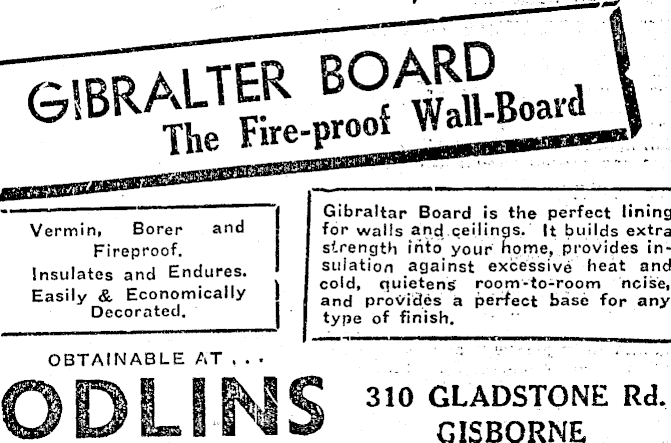 GIBRALTER BOARD
The Fire-proof Wall-Board
Vermin, Borer and
Fireproof.
Insulates and Endures.
Easily & Economically
Decorated.
Gibraltar Board is the perfect lining
for walls and ceilings. It builds extra
strength into your home, provides in-
sulation against excessive heat and
cold, quietens room-to-room noise,
and provides a perfect base for any
type of finish.
OBTAINABLE AT ...
ODLINS
310 GLADSTONE Rd.
GISBORNE